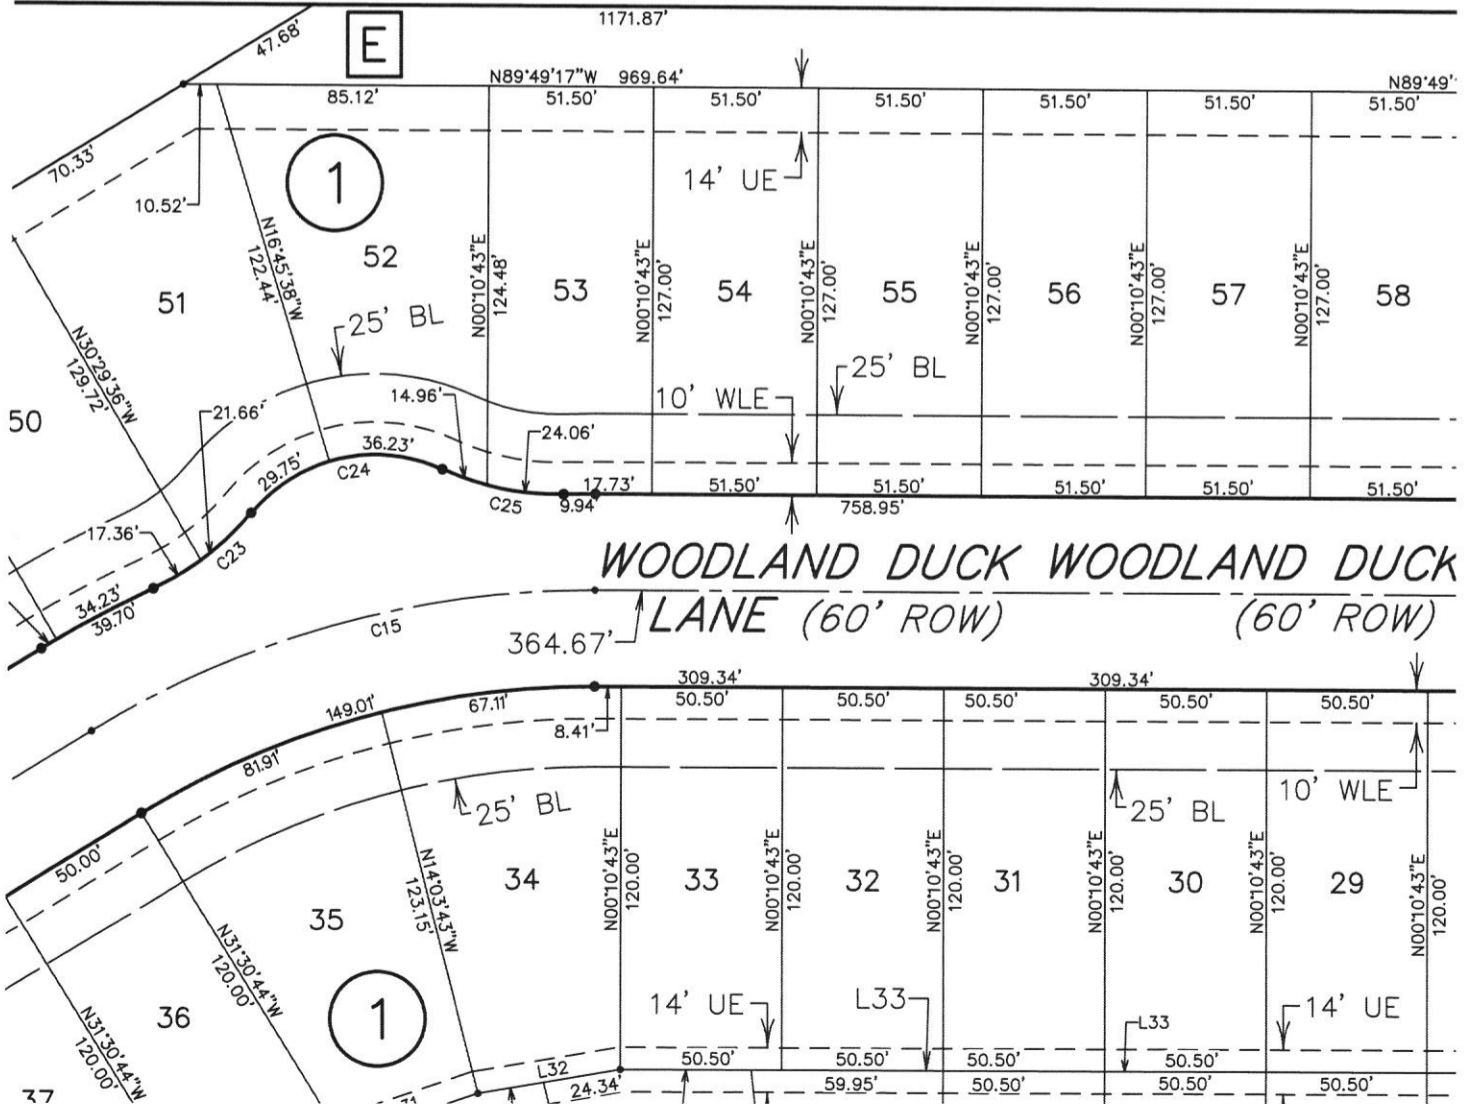 1171.87'
47.68'
E
N89°49'17"W 969.64'
N89°49'
85.12'
51.50'
51.50'
51.50'
51.50'
51.50'
51.50'
70.33'
10.52'
1
14' UE
N16°45'38"W
122.44'
52
51
N00°10'43"E
124.48'
53
N00°10'43"E
127.00'
54
N00°10'43"E
127.00'
55
N00°10'43"E
127.00'
56
N00°10'43"E
127.00'
57
N00°10'43"E
127.00'
58
25' BL
N30°29'36"W
129.72'
25' BL
50
21.66'
14.96'
10' WLE
36.23'
24.06'
29.75'
C24
17.73'
51.50'
51.50'
51.50'
51.50'
51.50'
C25
9.94'
758.95'
17.36'
C23
34.23'
39.70'
WOODLAND DUCK WOODLAND DUCK
LANE (60' ROW)
(60' ROW)
C15
364.67'
309.34'
309.34'
50.50'
50.50'
50.50'
50.50'
50.50'
149.01'
67.11'
8.41'
81.91'
25' BL
25' BL
10' WLE
50.00'
N14°03'43"W
123.15'
34
N00°10'43"E
120.00'
33
N00°10'43"E
120.00'
32
N00°10'43"E
120.00'
31
N00°10'43"E
120.00'
30
N00°10'43"E
120.00'
29
N00°10'43"E
120.00'
35
N31°30'44"W
120.00'
1
36
14' UE
L33
L33
14' UE
N31°30'44"W
120.00'
37
L32
50.50'
50.50'
50.50'
50.50'
50.50'
24.34'
59.95'
50.50'
50.50'
50.50'